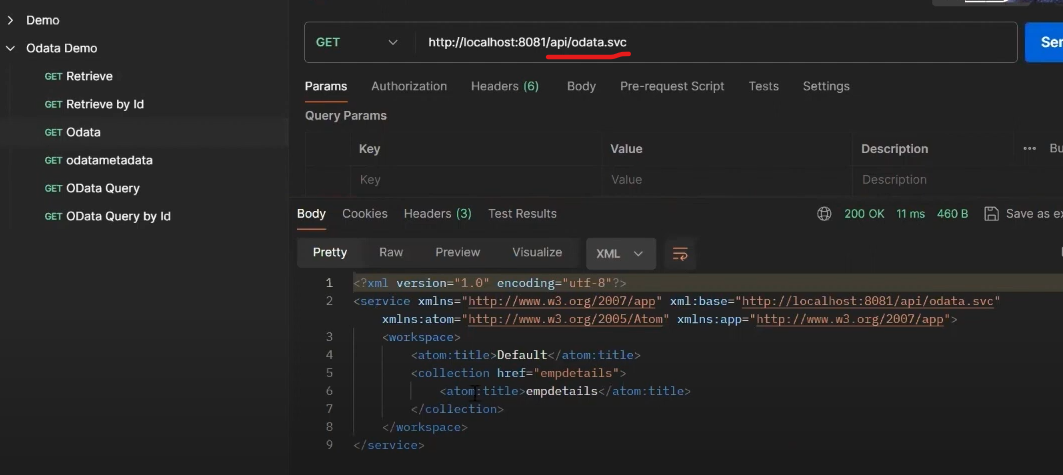 Demo
Odata Demo
GET Retrieve
GET Retrieve by Id
GET Odata
GET odatametadata
GET OData Query
GET OData Query by Id
GET http://localhost:8081/api/odata.svc
Params Authorization Headers (6) Body Pre-request Script Tests Settings
Query Params
Key Value Description ••• Bu
Key Value Description
Body Cookies Headers (3) Test Results 200 OK 11 ms 460 B Save as ex
Pretty Raw Preview Visualize XML
1 <?xml version="1.0" encoding="utf-8"?>
2 <service xmlns="http://www.w3.org/2007/app" xml:base="http://localhost:8081/api/odata.svc"
xmlns:atom="http://www.w3.org/2005/Atom" xmlns:app="http://www.w3.org/2007/app">
3 <workspace>
4 <atom:title>Default</atom:title>
5 <collection href="empdetails">
6 <atom:title>empdetails</atom:title>
7 </collection>
8 </workspace>
9 </service>